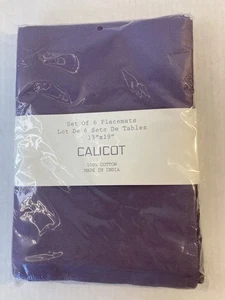 Set Of 6 Placemats
Lot De 6 Sets De Tables
13"x19"
CALICOT
100% COTTON
MADE IN INDIA